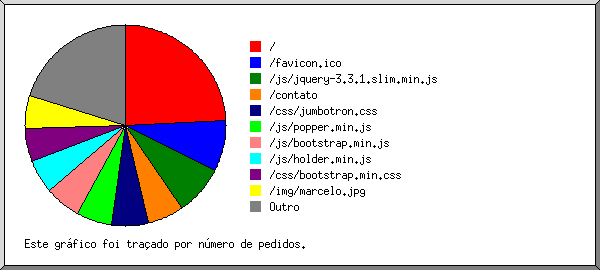 /
/favicon.ico
/js/jquery-3.3.1.slim.min.js
/contato
/css/jumbotron.css
/js/popper.min.js
/js/bootstrap.min.js
/js/holder.min.js
/css/bootstrap.min.css
/img/marcelo.jpg
Outro
Este gráfico foi traçado por número de pedidos.